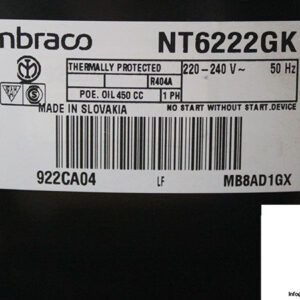 mbraco NT6222GK
THERMALLY PROTECTED 220-240 V~ 50 Hz
R404A
POE. OIL 450 CC 1 PH
MADE IN SLOVAKIA NO START WITHOUT START.DEVICE
922CA04 LF MB8AD1GX